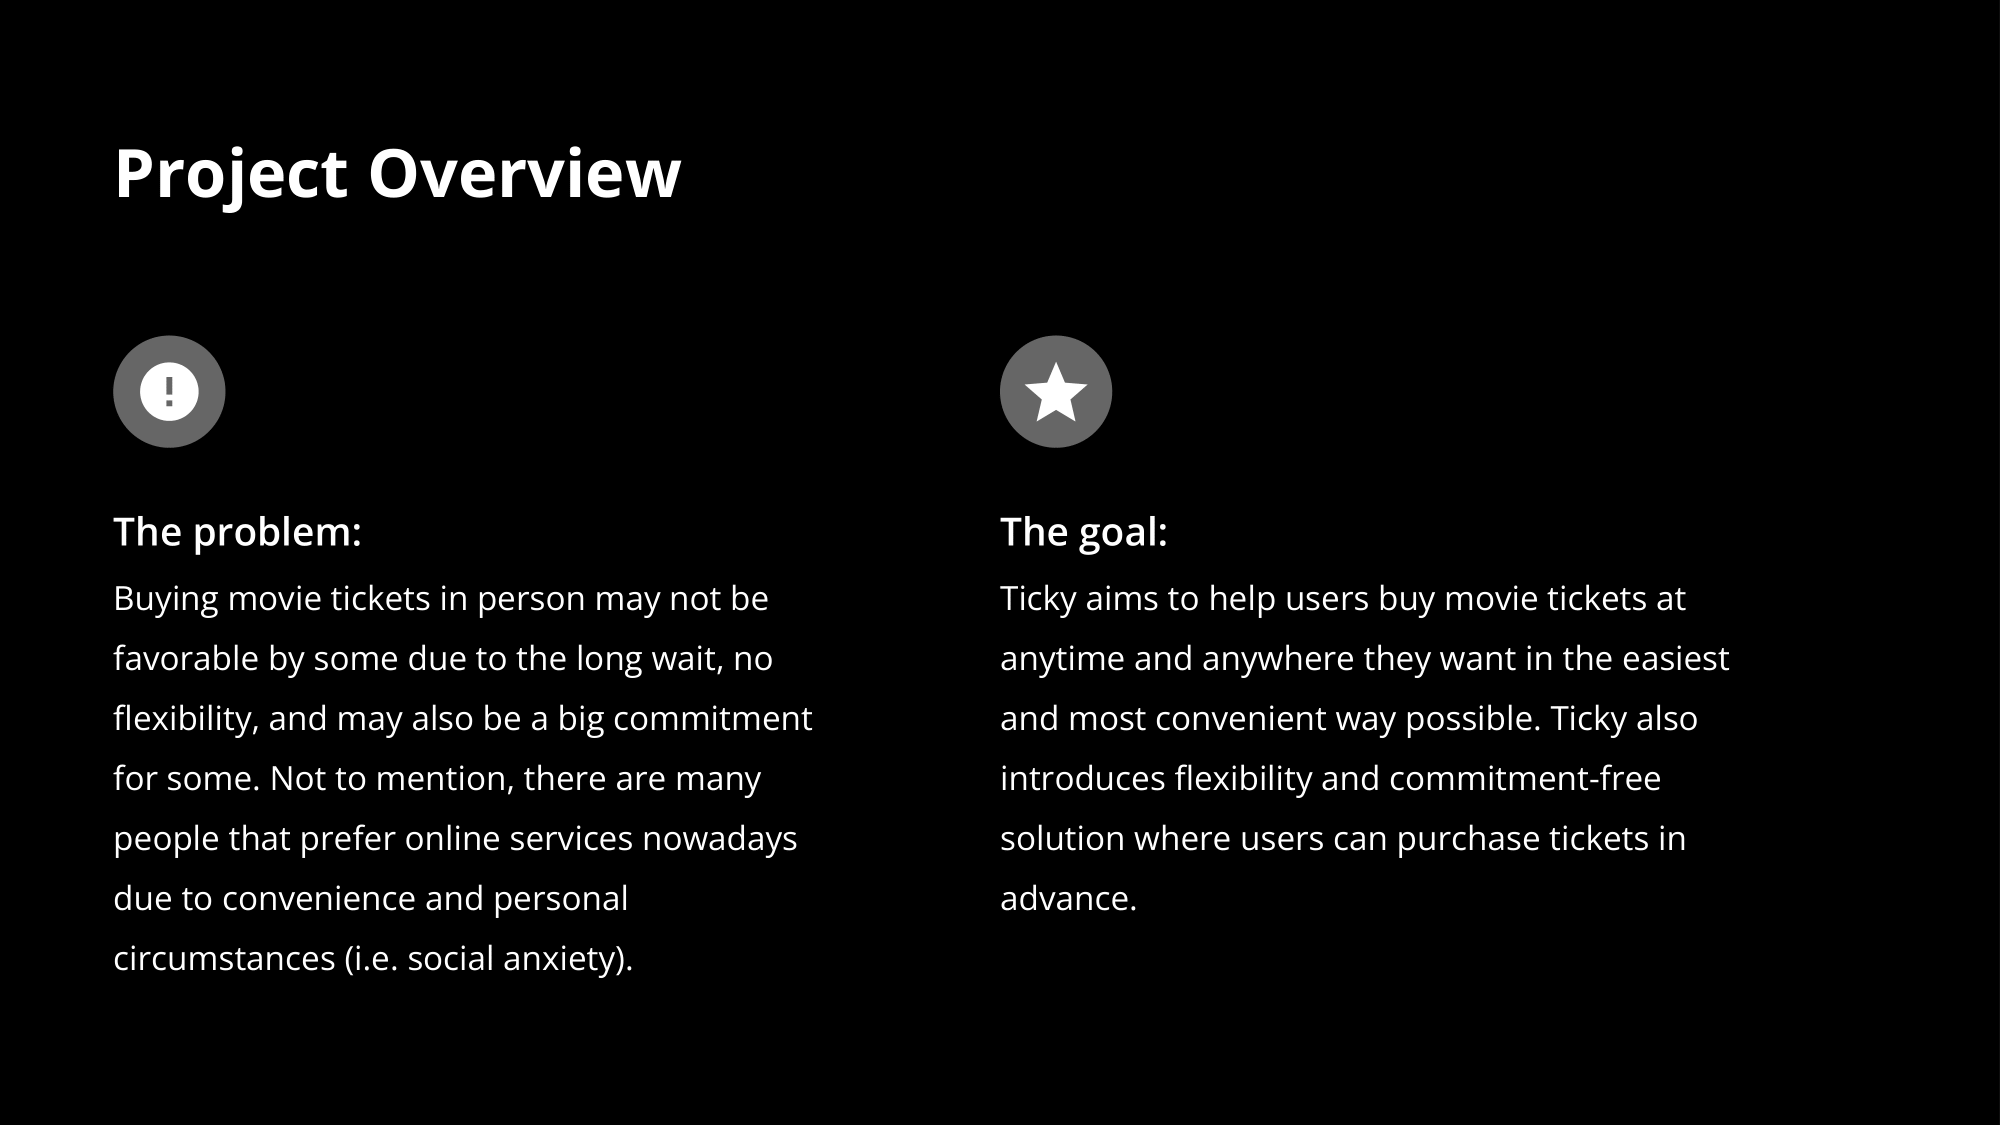 Project Overview
The problem:
Buying movie tickets in person may not be
favorable by some due to the long wait, no
flexibility, and may also be a big commitment
for some. Not to mention, there are many
people that prefer online services nowadays
due to convenience and personal
circumstances (i.e. social anxiety).
The goal:
Ticky aims to help users buy movie tickets at
anytime and anywhere they want in the easiest
and most convenient way possible. Ticky also
introduces flexibility and commitment-free
solution where users can purchase tickets in
advance.